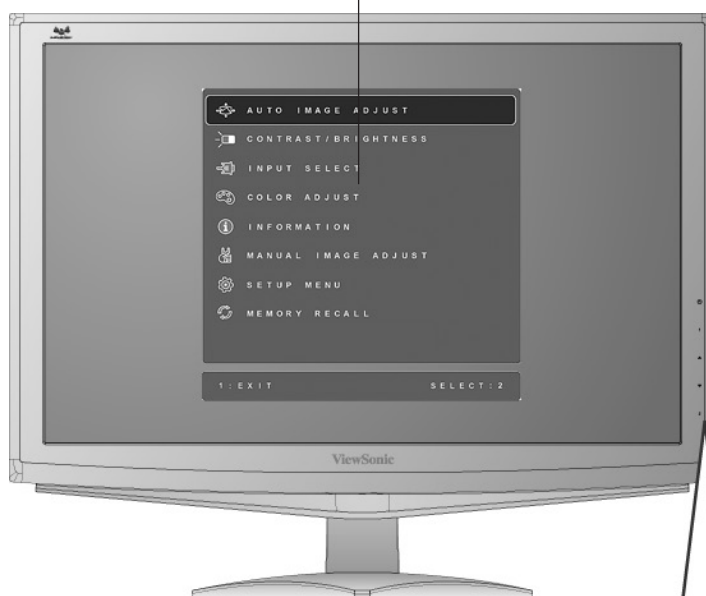 AUTO IMAGE ADJUST
CONTRAST/BRIGHTNESS
INPUT SELECT
COLOR ADJUST
INFORMATION
MANUAL IMAGE ADJUST
SETUP MENU
MEMORY RECALL
1:EXIT SELECT:2
ViewSonic